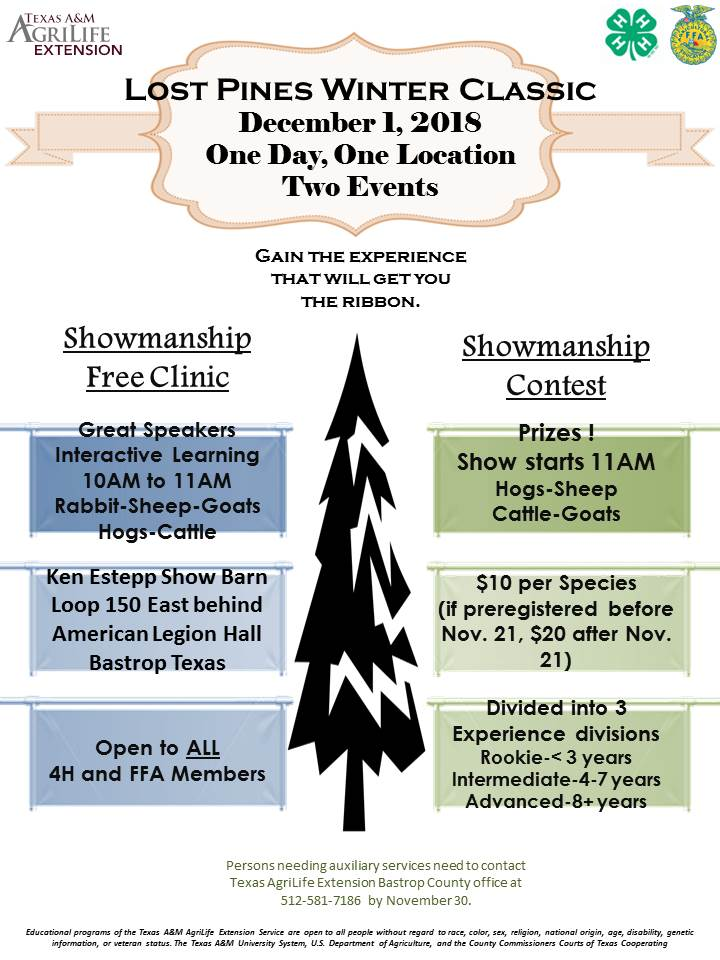 Texas A&M
AgriLife
EXTENSION
Lost Pines Winter Classic
December 1, 2018
One Day, One Location
Two Events
Gain the experience
that will get you
the ribbon.
Showmanship
Free Clinic
Great Speakers
Interactive Learning
10AM to 11AM
Rabbit-Sheep-Goats
Hogs-Cattle
Ken Estepp Show Barn
Loop 150 East behind
American Legion Hall
Bastrop Texas
Open to ALL
4H and FFA Members
Showmanship
Contest
Prizes !
Show starts 11AM
Hogs-Sheep
Cattle-Goats
$10 per Species
(if preregistered before
Nov. 21, $20 after Nov.
21)
Divided into 3
Experience divisions
Rookie-< 3 years
Intermediate-4-7 years
Advanced-8+ years
Persons needing auxiliary services need to contact
Texas AgriLife Extension Bastrop County office at
512-581-7186 by November 30.
Educational programs of the Texas A&M AgriLife Extension Service are open to all people without regard to race, color, sex, religion, national origin, age, disability, genetic
information, or veteran status. The Texas A&M University System, U.S. Department of Agriculture, and the County Commissioners Courts of Texas Cooperating